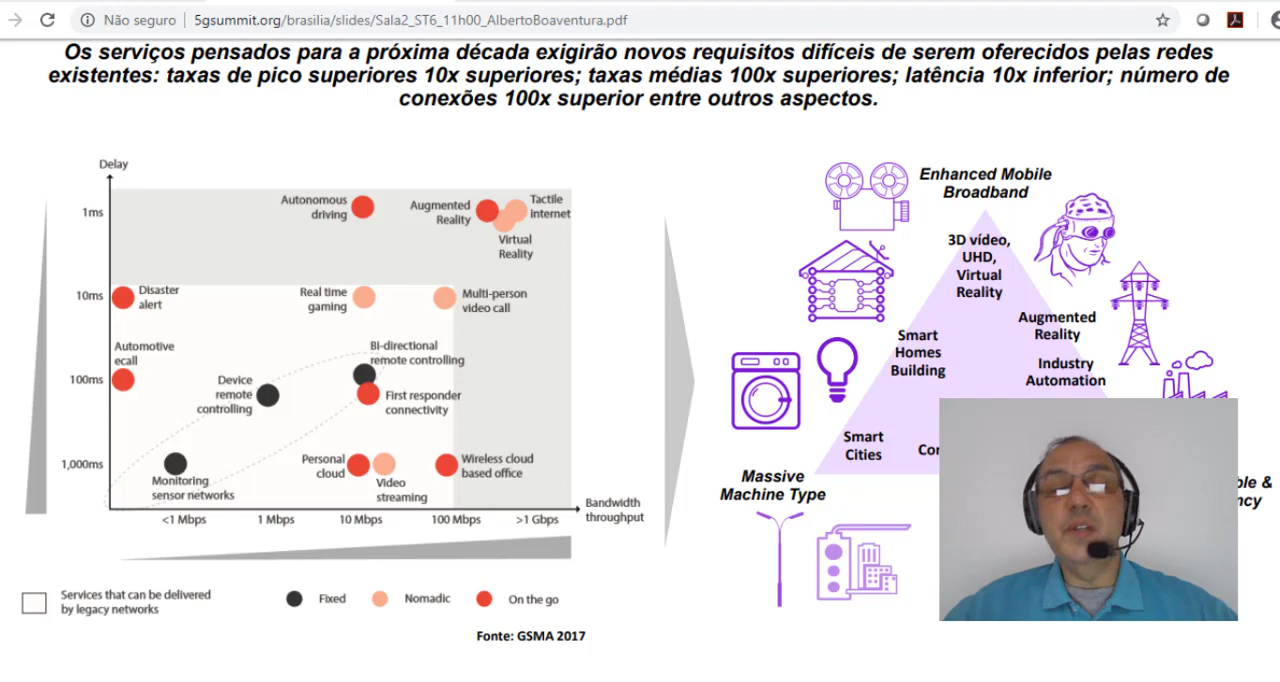 Não seguro
5gsummit.org/brasilia/slides/Sala2_ST6_11h00_AlbertoBoaventura.pdf
Os serviços pensados para a próxima década exigirão novos requisitos difíceis de serem oferecidos pelas redes
existentes: taxas de pico superiores 10x superiores; taxas médias 100x superiores; latência 10x inferior; número de
conexões 100x superior entre outros aspectos.
Delay
1ms
10ms
100ms
1,000ms
Autonomous
driving
Augmented
Reality
Tactile
Internet
Virtual
Reality
Disaster
alert
Real time
gaming
Multi-person
video call
Automotive
ecall
Bi-directional
remote controlling
Device
remote
controlling
First responder
connectivity
Monitoring
sensor networks
Personal
cloud
Video
streaming
Wireless cloud
based office
Bandwidth
throughput
<1 Mbps
1 Mbps
10 Mbps
100 Mbps
>1 Gbps
Services that can be delivered
by legacy networks
Fixed
Nomadic
On the go
Fonte: GSMA 2017
Enhanced Mobile
Broadband
3D vídeo,
UHD,
Virtual
Reality
Augmented
Reality
Smart
Homes
Building
Industry
Automation
Smart
Cities
Massive
Machine Type
&